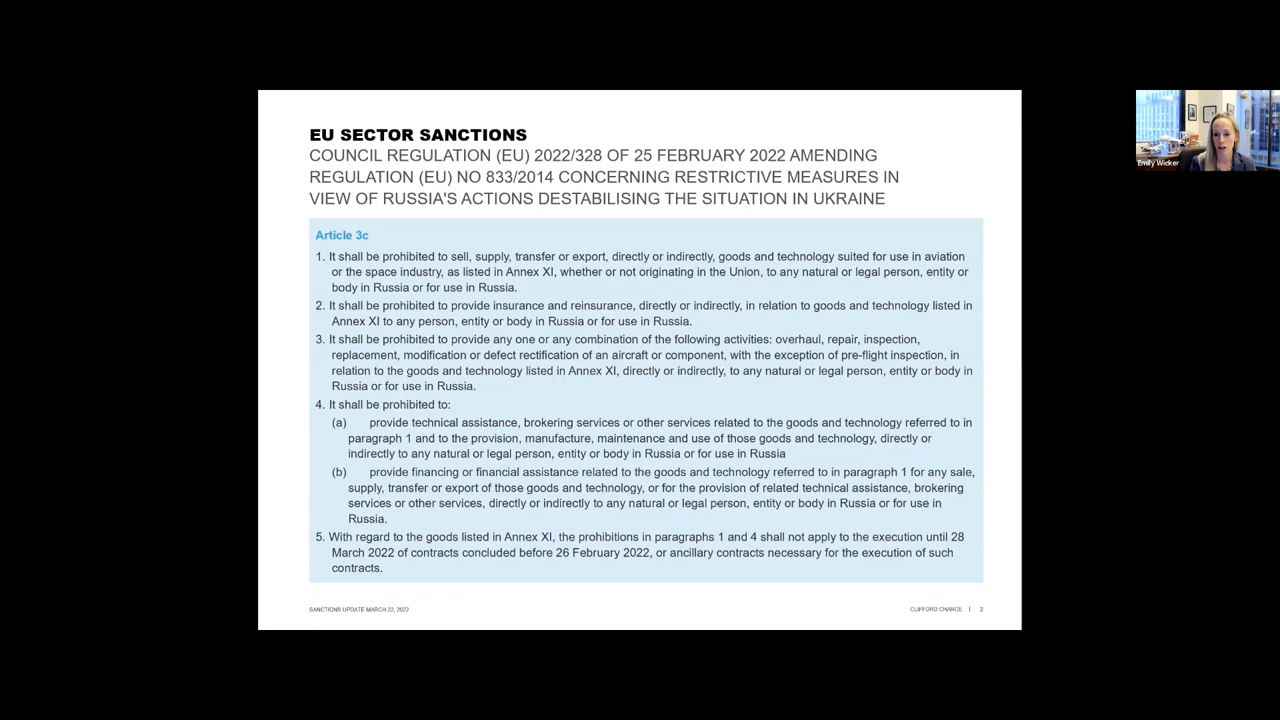 EU SECTOR SANCTIONS
COUNCIL REGULATION (EU) 2022/328 OF 25 FEBRUARY 2022 AMENDING
REGULATION (EU) NO 833/2014 CONCERNING RESTRICTIVE MEASURES IN
VIEW OF RUSSIA'S ACTIONS DESTABILISING THE SITUATION IN UKRAINE
Article 3c
1. It shall be prohibited to sell, supply, transfer or export, directly or indirectly, goods and technology suited for use in aviation
or the space industry, as listed in Annex XI, whether or not originating in the Union, to any natural or legal person, entity or
body in Russia or for use in Russia.
2. It shall be prohibited to provide insurance and reinsurance, directly or indirectly, in relation to goods and technology listed in
Annex XI to any person, entity or body in Russia or for use in Russia.
3. It shall be prohibited to provide any one or any combination of the following activities: overhaul, repair, inspection,
replacement, modification or defect rectification of an aircraft or component, with the exception of pre-flight inspection, in
relation to the goods and technology listed in Annex XI, directly or indirectly, to any natural or legal person, entity or body in
Russia or for use in Russia.
4. It shall be prohibited to:
(a) provide technical assistance, brokering services or other services related to the goods and technology referred to in
paragraph 1 and to the provision, manufacture, maintenance and use of those goods and technology, directly or
indirectly to any natural or legal person, entity or body in Russia or for use in Russia
(b) provide financing or financial assistance related to the goods and technology referred to in paragraph 1 for any sale,
supply, transfer or export of those goods and technology, or for the provision of related technical assistance, brokering
services or other services, directly or indirectly to any natural or legal person, entity or body in Russia or for use in
Russia.
5. With regard to the goods listed in Annex XI, the prohibitions in paragraphs 1 and 4 shall not apply to the execution until 28
March 2022 of contracts concluded before 26 February 2022, or ancillary contracts necessary for the execution of such
contracts.
SANCTIONS UPDATE MARCH 22, 2022
CLIFFORD CHANCE | 2
Emily Wicker